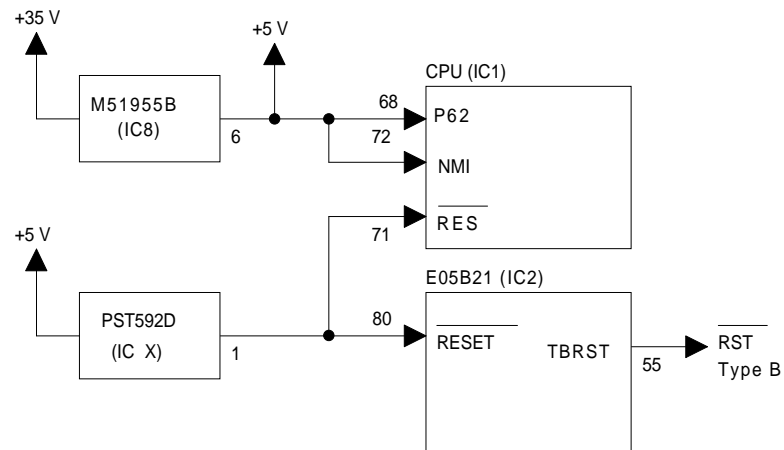 +35 V
+5 V
CPU (IC1)
M51955B
(IC8)
6
68
P62
72
NMI
RES
71
+5 V
E05B21 (IC2)
PST592D
(IC X)
1
80
RESET
TBRST
55
RST
Type B